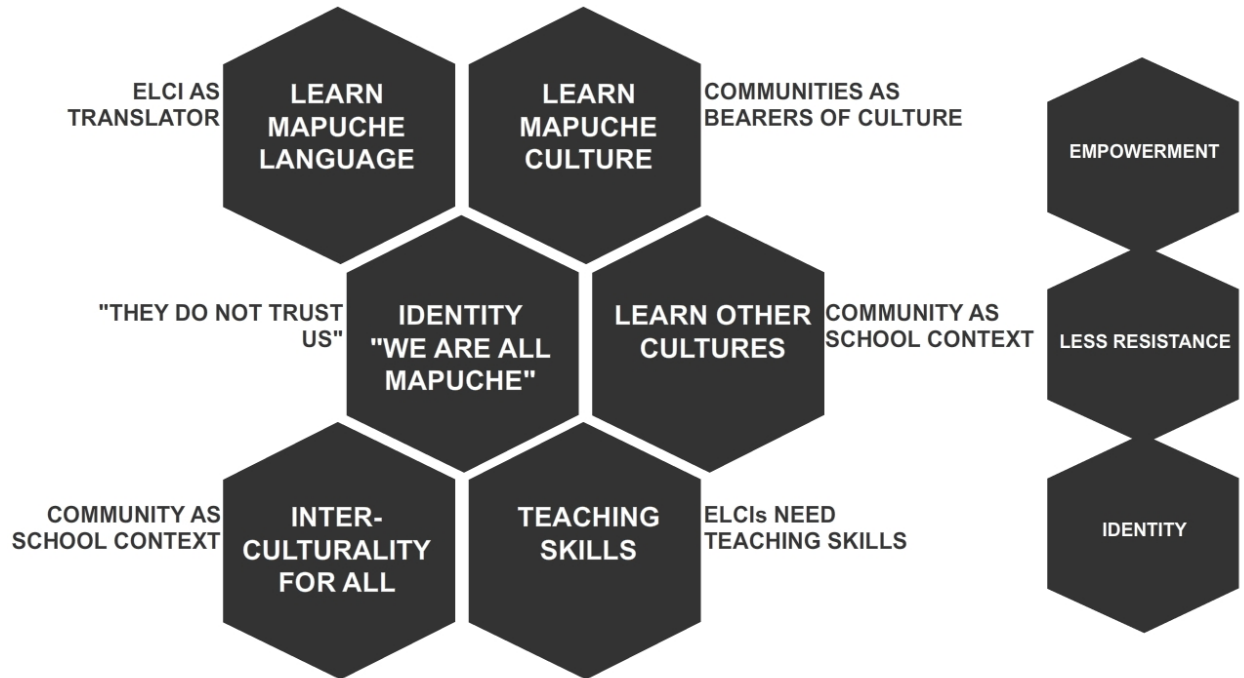 ELCI AS
TRANSLATOR
LEARN
MAPUCHE
LANGUAGE
LEARN
MAPUCHE
CULTURE
COMMUNITIES AS
BEARERS OF CULTURE
"THEY DO NOT TRUST
US"
IDENTITY
"WE ARE ALL
MAPUCHE"
LEARN OTHER
CULTURES
COMMUNITY AS
SCHOOL CONTEXT
COMMUNITY AS
SCHOOL CONTEXT
INTER-
CULTURALITY
FOR ALL
TEACHING
SKILLS
ELCIs NEED
TEACHING SKILLS
EMPOWERMENT
LESS RESISTANCE
IDENTITY